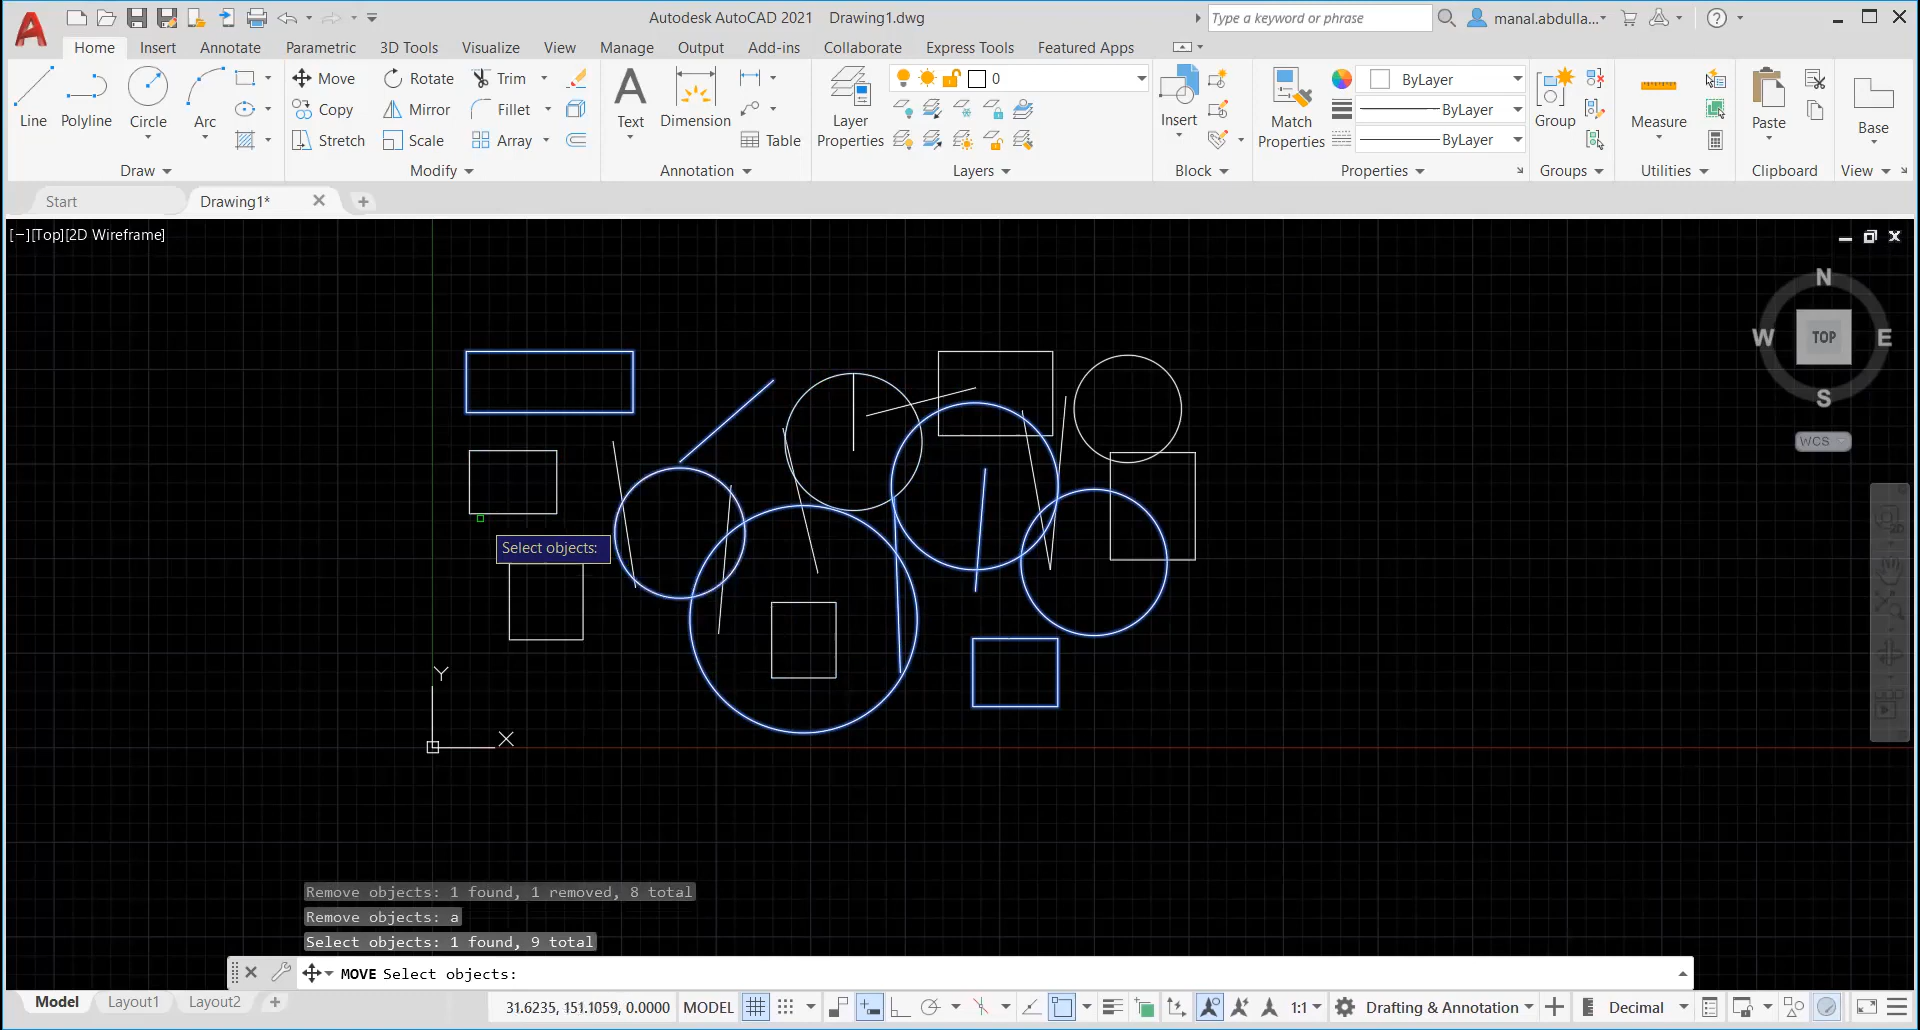 Autodesk AutoCAD 2021 Drawing1.dwg Type a keyword or phrase manal.abdulla...
Home Insert Annotate Parametric 3D Tools Visualize View Manage Output Add-ins Collaborate Express Tools Featured Apps
Line Polyline Circle Arc
Draw
Move Rotate Trim
Copy Mirror Fillet
Stretch Scale Array
Modify
Text Dimension Table
Annotation
Layer Properties
0
Layers
Insert
Block
Match Properties
ByLayer
ByLayer
ByLayer
Properties
Group
Groups
Measure
Utilities
Paste
Clipboard
Base
View
Start Drawing1*
[−][Top][2D Wireframe]
N
W TOP E
S
WCS
Select objects:
Y
X
Remove objects: 1 found, 1 removed, 8 total
Remove objects: a
Select objects: 1 found, 9 total
MOVE Select objects:
Model Layout1 Layout2 31.6235, 151.1059, 0.0000 MODEL 1:1 Drafting & Annotation Decimal